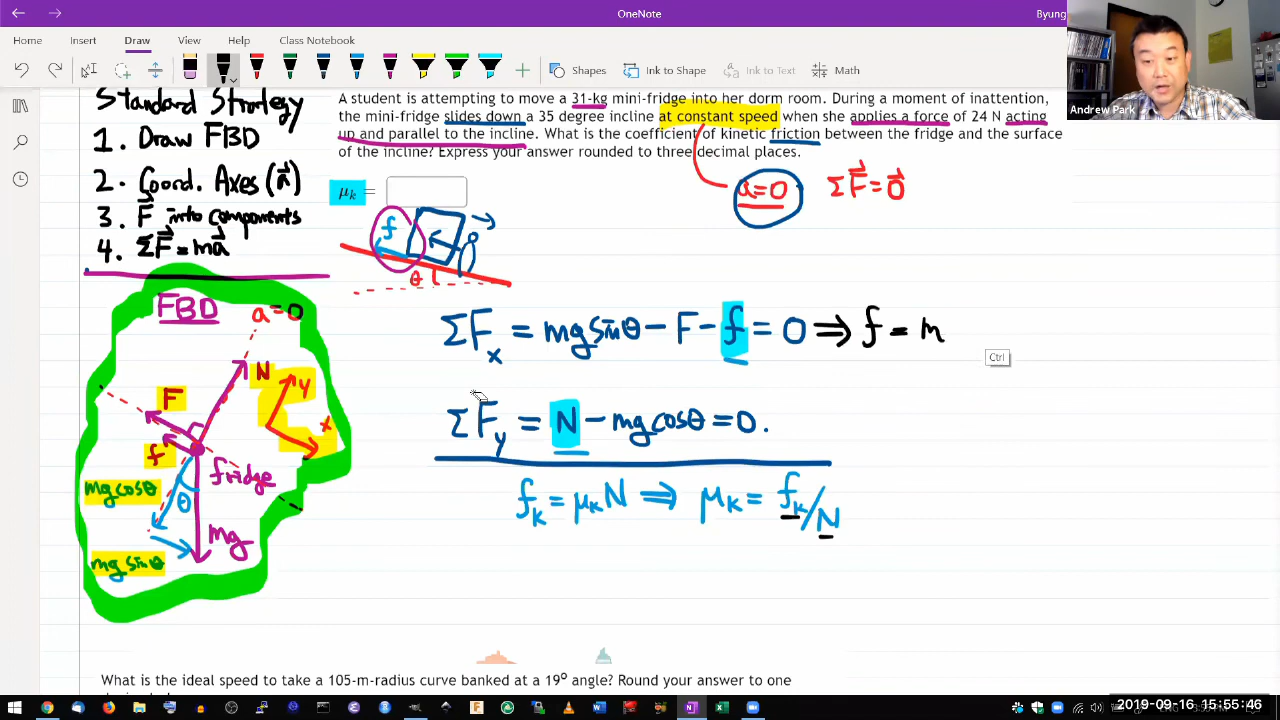 OneNote
Byung
Home Insert Draw View Help Class Notebook
Shapes Ink to Shape Ink to Text Math
Andrew Park
Standard Strategy
1. Draw FBD
2. Coord. Axes (a⃗)
3. F⃗ into components
4. ΣF⃗ = ma⃗
A student is attempting to move a 31-kg mini-fridge into her dorm room. During a moment of inattention,
the mini-fridge slides down a 35 degree incline at constant speed when she applies a force of 24 N acting
up and parallel to the incline. What is the coefficient of kinetic friction between the fridge and the surface
of the incline? Express your answer rounded to three decimal places.
μk =
a=0 ΣF⃗ = 0⃗
f
θ
FBD
a=0
N
y
F
x
f
fridge
mg cosθ
θ
mg
mg sinθ
ΣFx = mg sinθ − F − f = 0 ⇒ f = m
Ctrl
ΣFy = N − mg cosθ = 0.
fk = μkN ⇒ μk = fk/N
What is the ideal speed to take a 105-m-radius curve banked at a 19° angle? Round your answer to one
2019-09-16 15:55:46